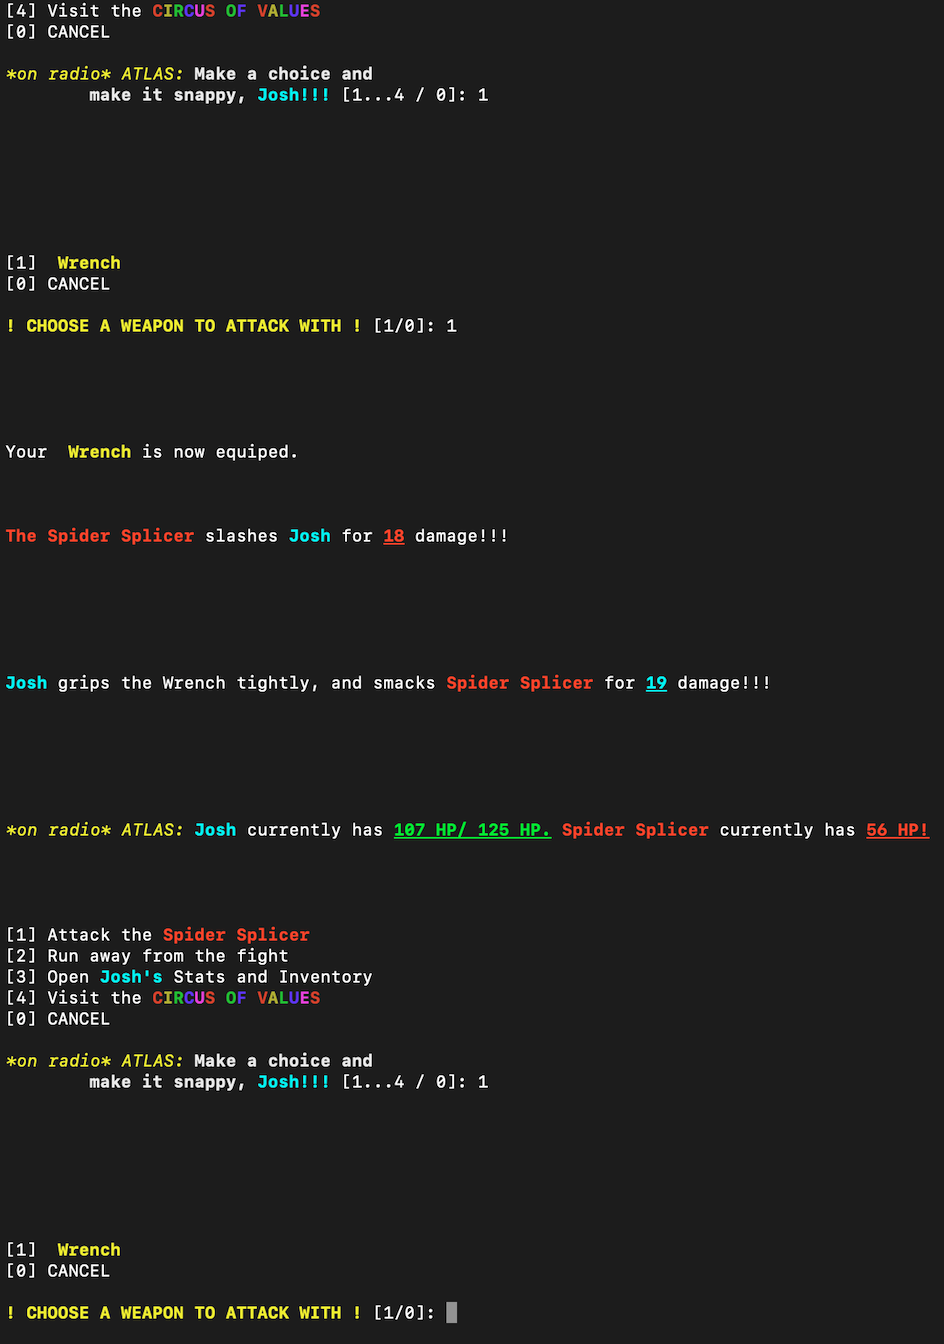 [4] Visit the CIRCUS OF VALUES
[0] CANCEL
*on radio* ATLAS: Make a choice and
make it snappy, Josh!!! [1...4 / 0]: 1
[1] Wrench
[0] CANCEL
! CHOOSE A WEAPON TO ATTACK WITH ! [1/0]: 1
Your Wrench is now equiped.
The Spider Splicer slashes Josh for 18 damage!!!
Josh grips the Wrench tightly, and smacks Spider Splicer for 19 damage!!!
*on radio* ATLAS: Josh currently has 107 HP/ 125 HP. Spider Splicer currently has 56 HP!
[1] Attack the Spider Splicer
[2] Run away from the fight
[3] Open Josh's Stats and Inventory
[4] Visit the CIRCUS OF VALUES
[0] CANCEL
*on radio* ATLAS: Make a choice and
make it snappy, Josh!!! [1...4 / 0]: 1
[1] Wrench
[0] CANCEL
! CHOOSE A WEAPON TO ATTACK WITH ! [1/0]: